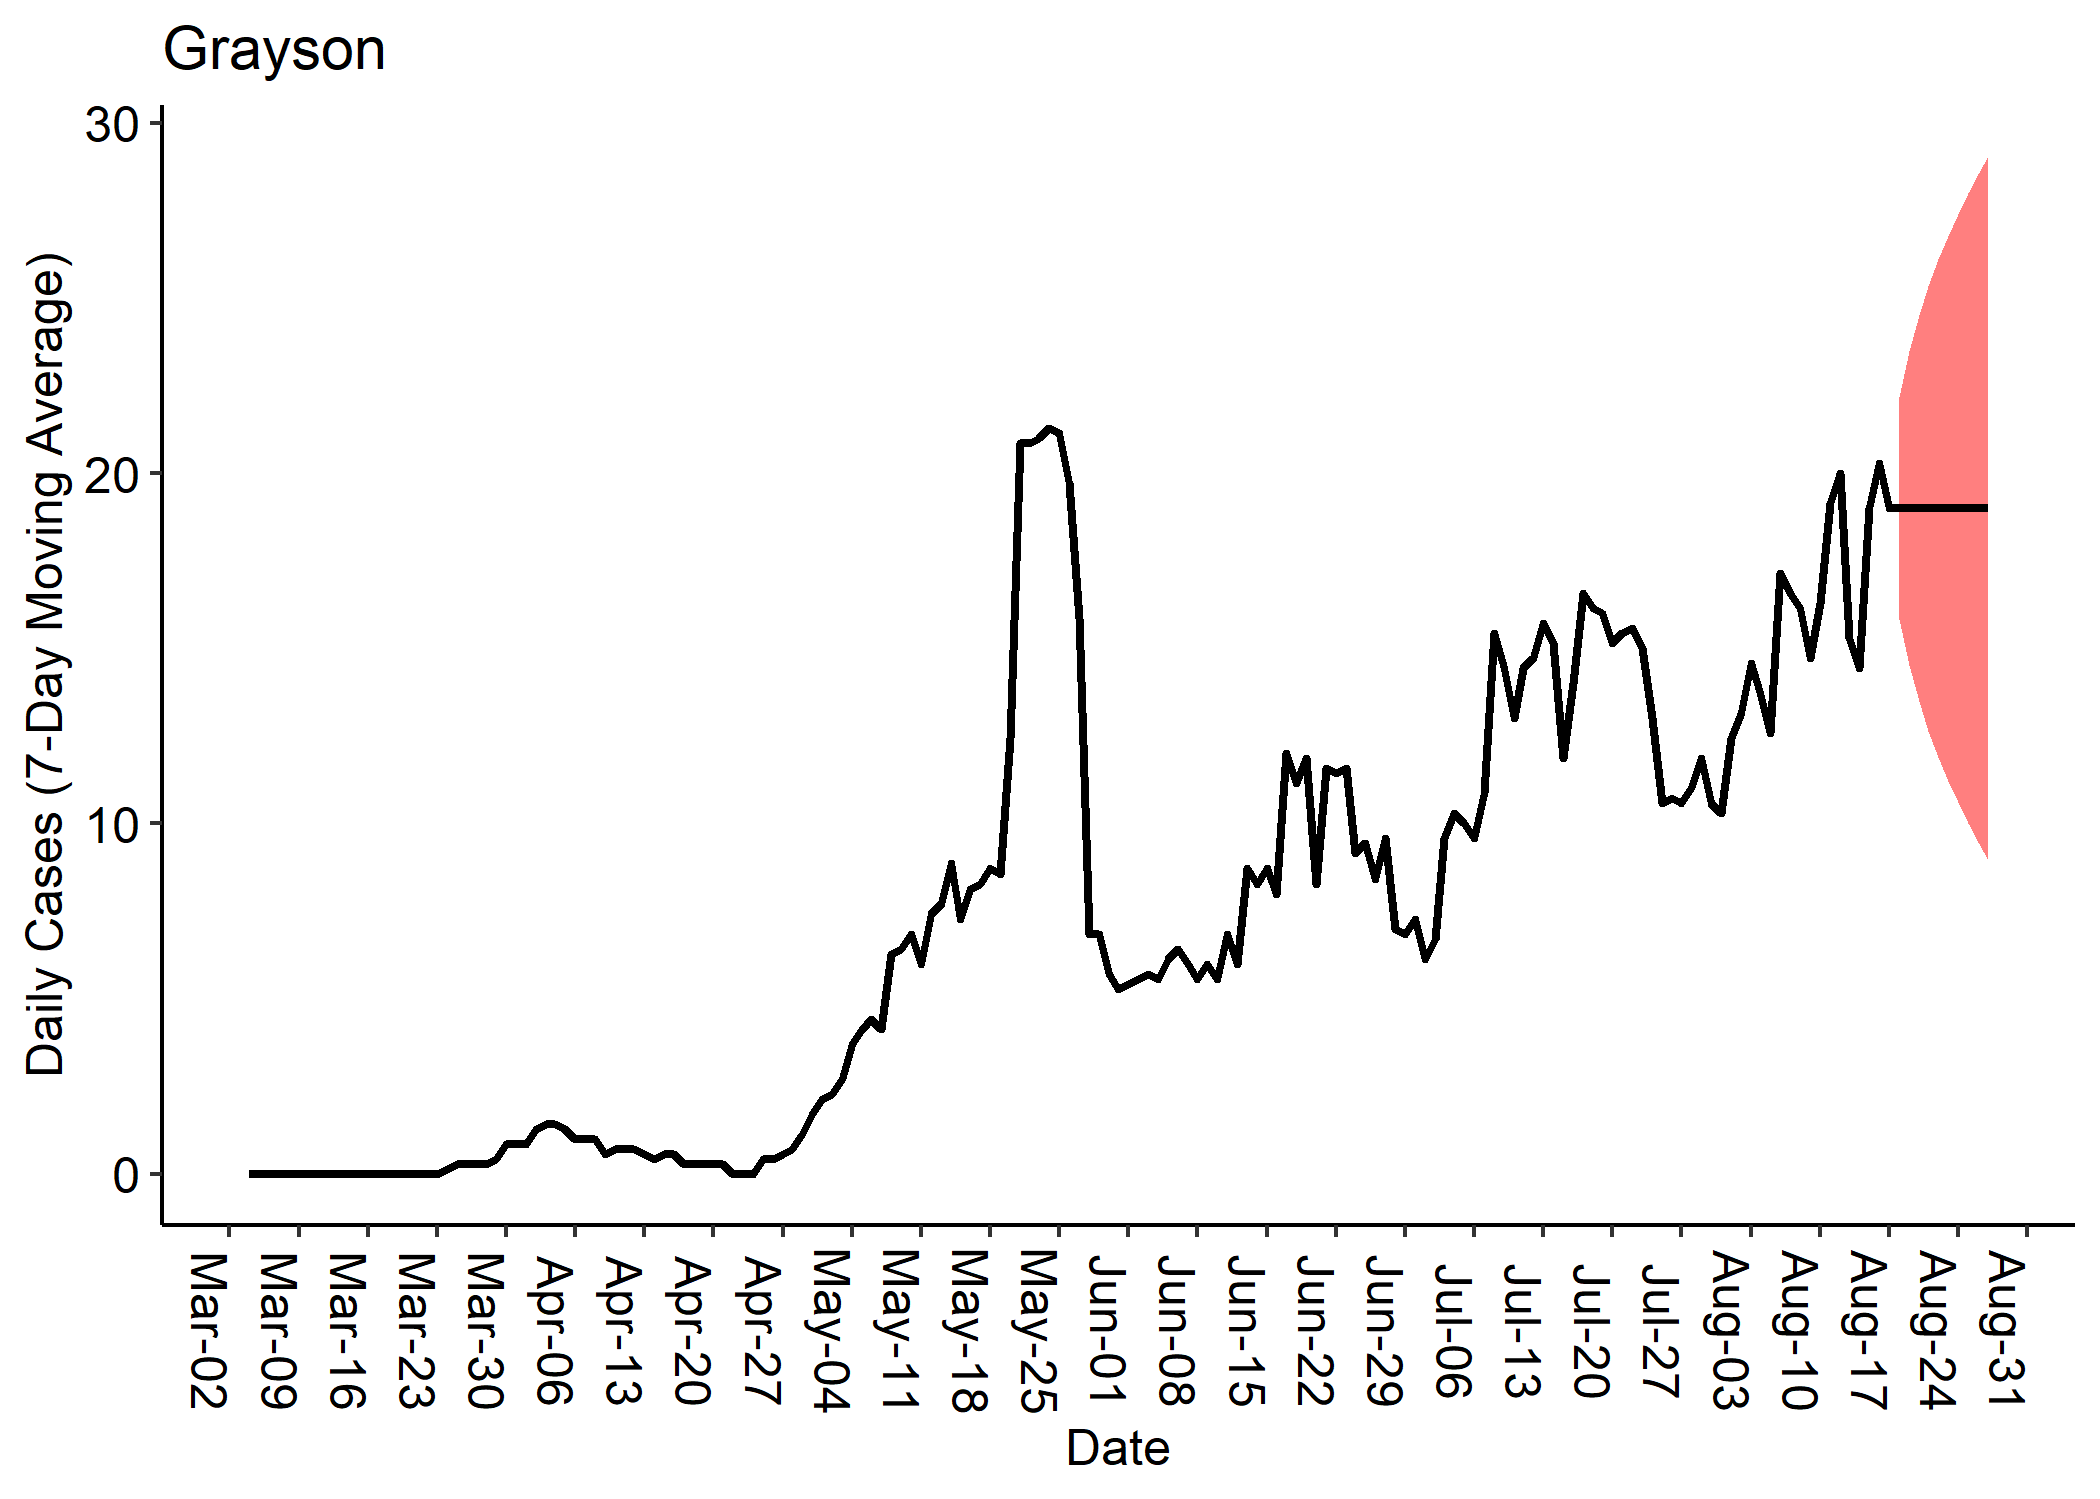 Grayson
30
20
10
0
Daily Cases (7-Day Moving Average)
Mar-02
Mar-09
Mar-16
Mar-23
Mar-30
Apr-06
Apr-13
Apr-20
Apr-27
May-04
May-11
May-18
May-25
Jun-01
Jun-08
Jun-15
Jun-22
Jun-29
Jul-06
Jul-13
Jul-20
Jul-27
Aug-03
Aug-10
Aug-17
Aug-24
Aug-31
Date